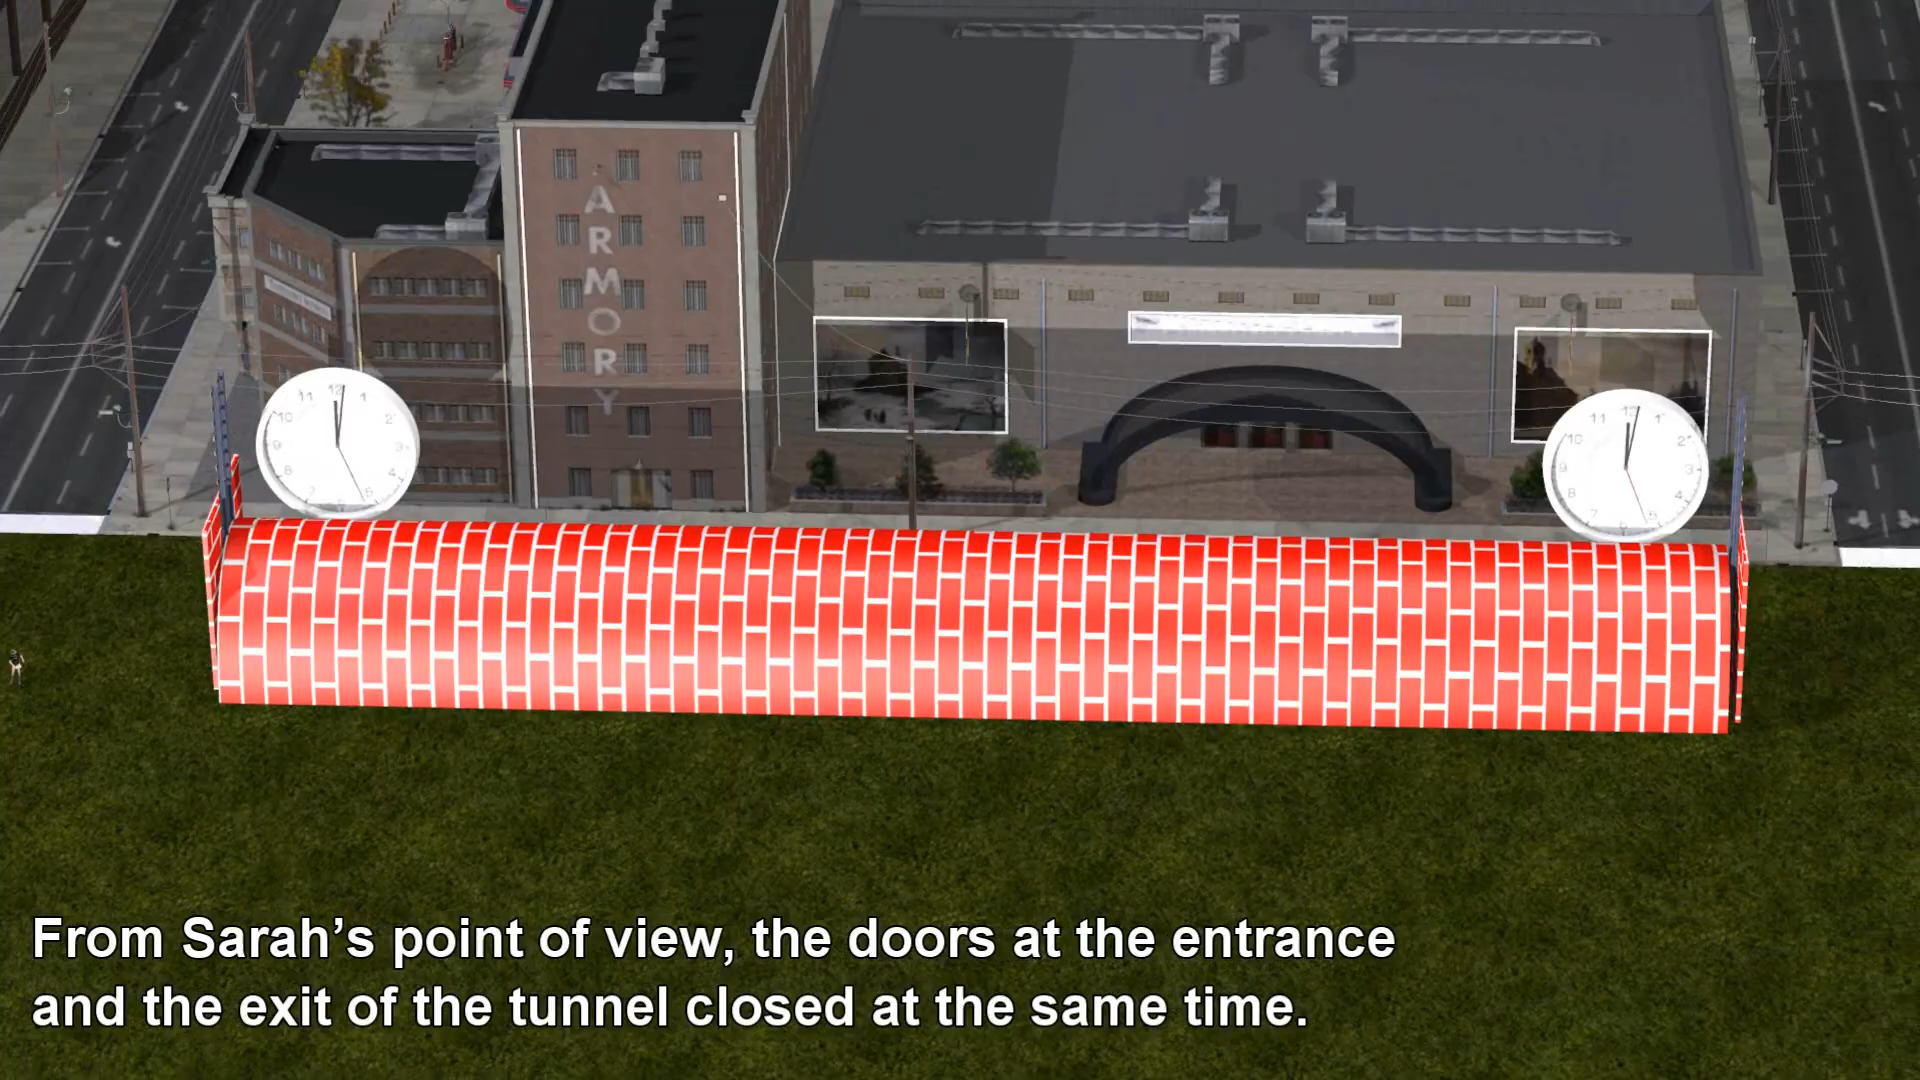 ARMORY
From Sarah’s point of view, the doors at the entrance
and the exit of the tunnel closed at the same time.